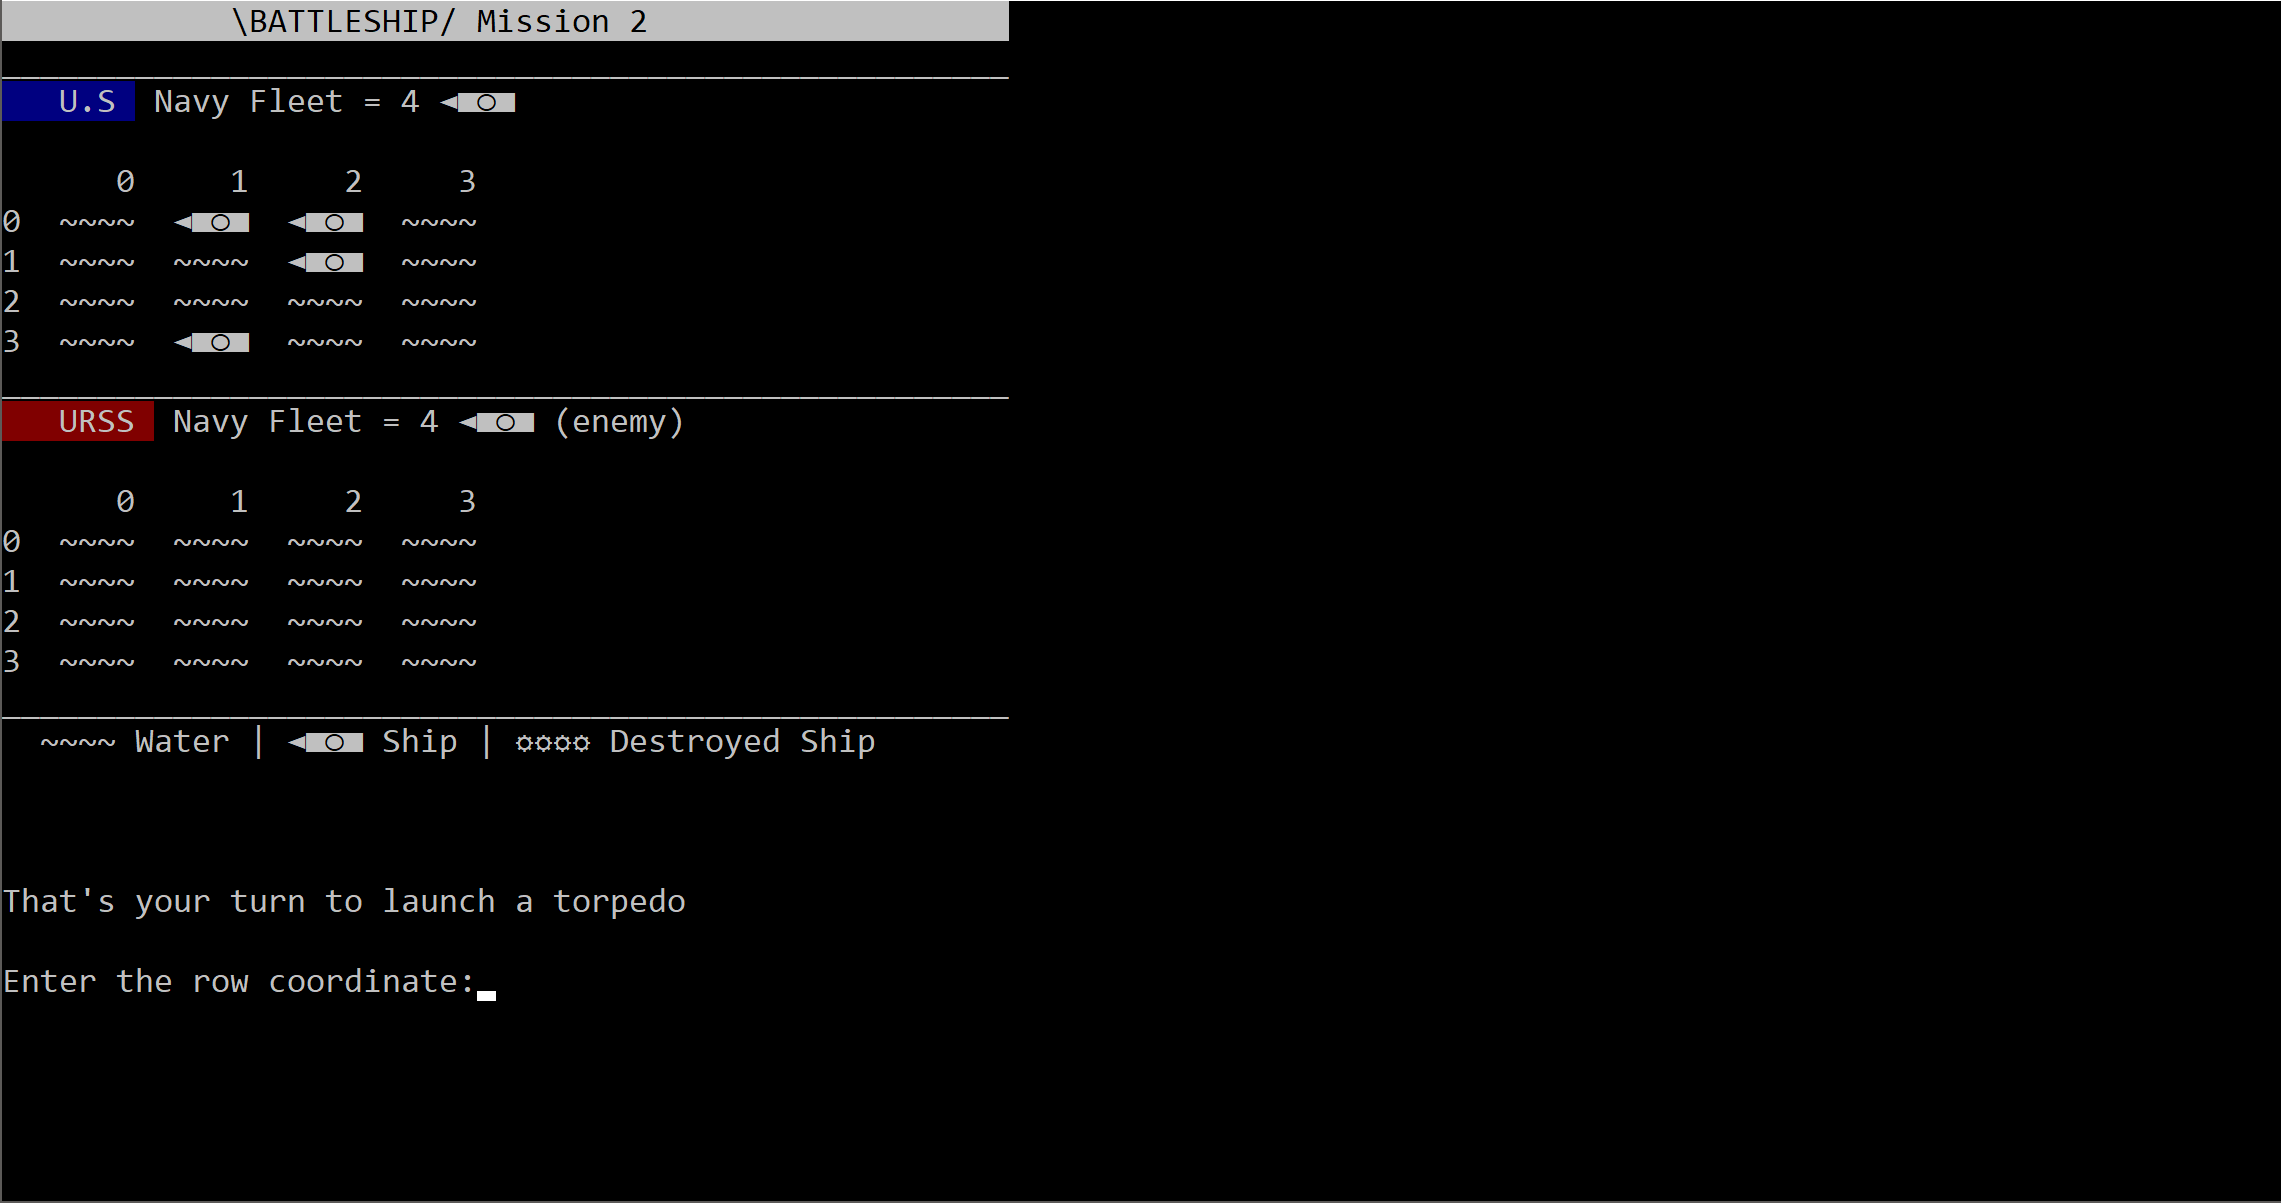 \BATTLESHIP/ Mission 2
U.S Navy Fleet = 4 ◄■○■
0 1 2 3
0 ~~~~ ◄■○■ ◄■○■ ~~~~
1 ~~~~ ~~~~ ◄■○■ ~~~~
2 ~~~~ ~~~~ ~~~~ ~~~~
3 ~~~~ ◄■○■ ~~~~ ~~~~
URSS Navy Fleet = 4 ◄■○■ (enemy)
0 1 2 3
0 ~~~~ ~~~~ ~~~~ ~~~~
1 ~~~~ ~~~~ ~~~~ ~~~~
2 ~~~~ ~~~~ ~~~~ ~~~~
3 ~~~~ ~~~~ ~~~~ ~~~~
~~~~ Water | ◄■○■ Ship | ☼☼☼☼ Destroyed Ship
That's your turn to launch a torpedo
Enter the row coordinate: